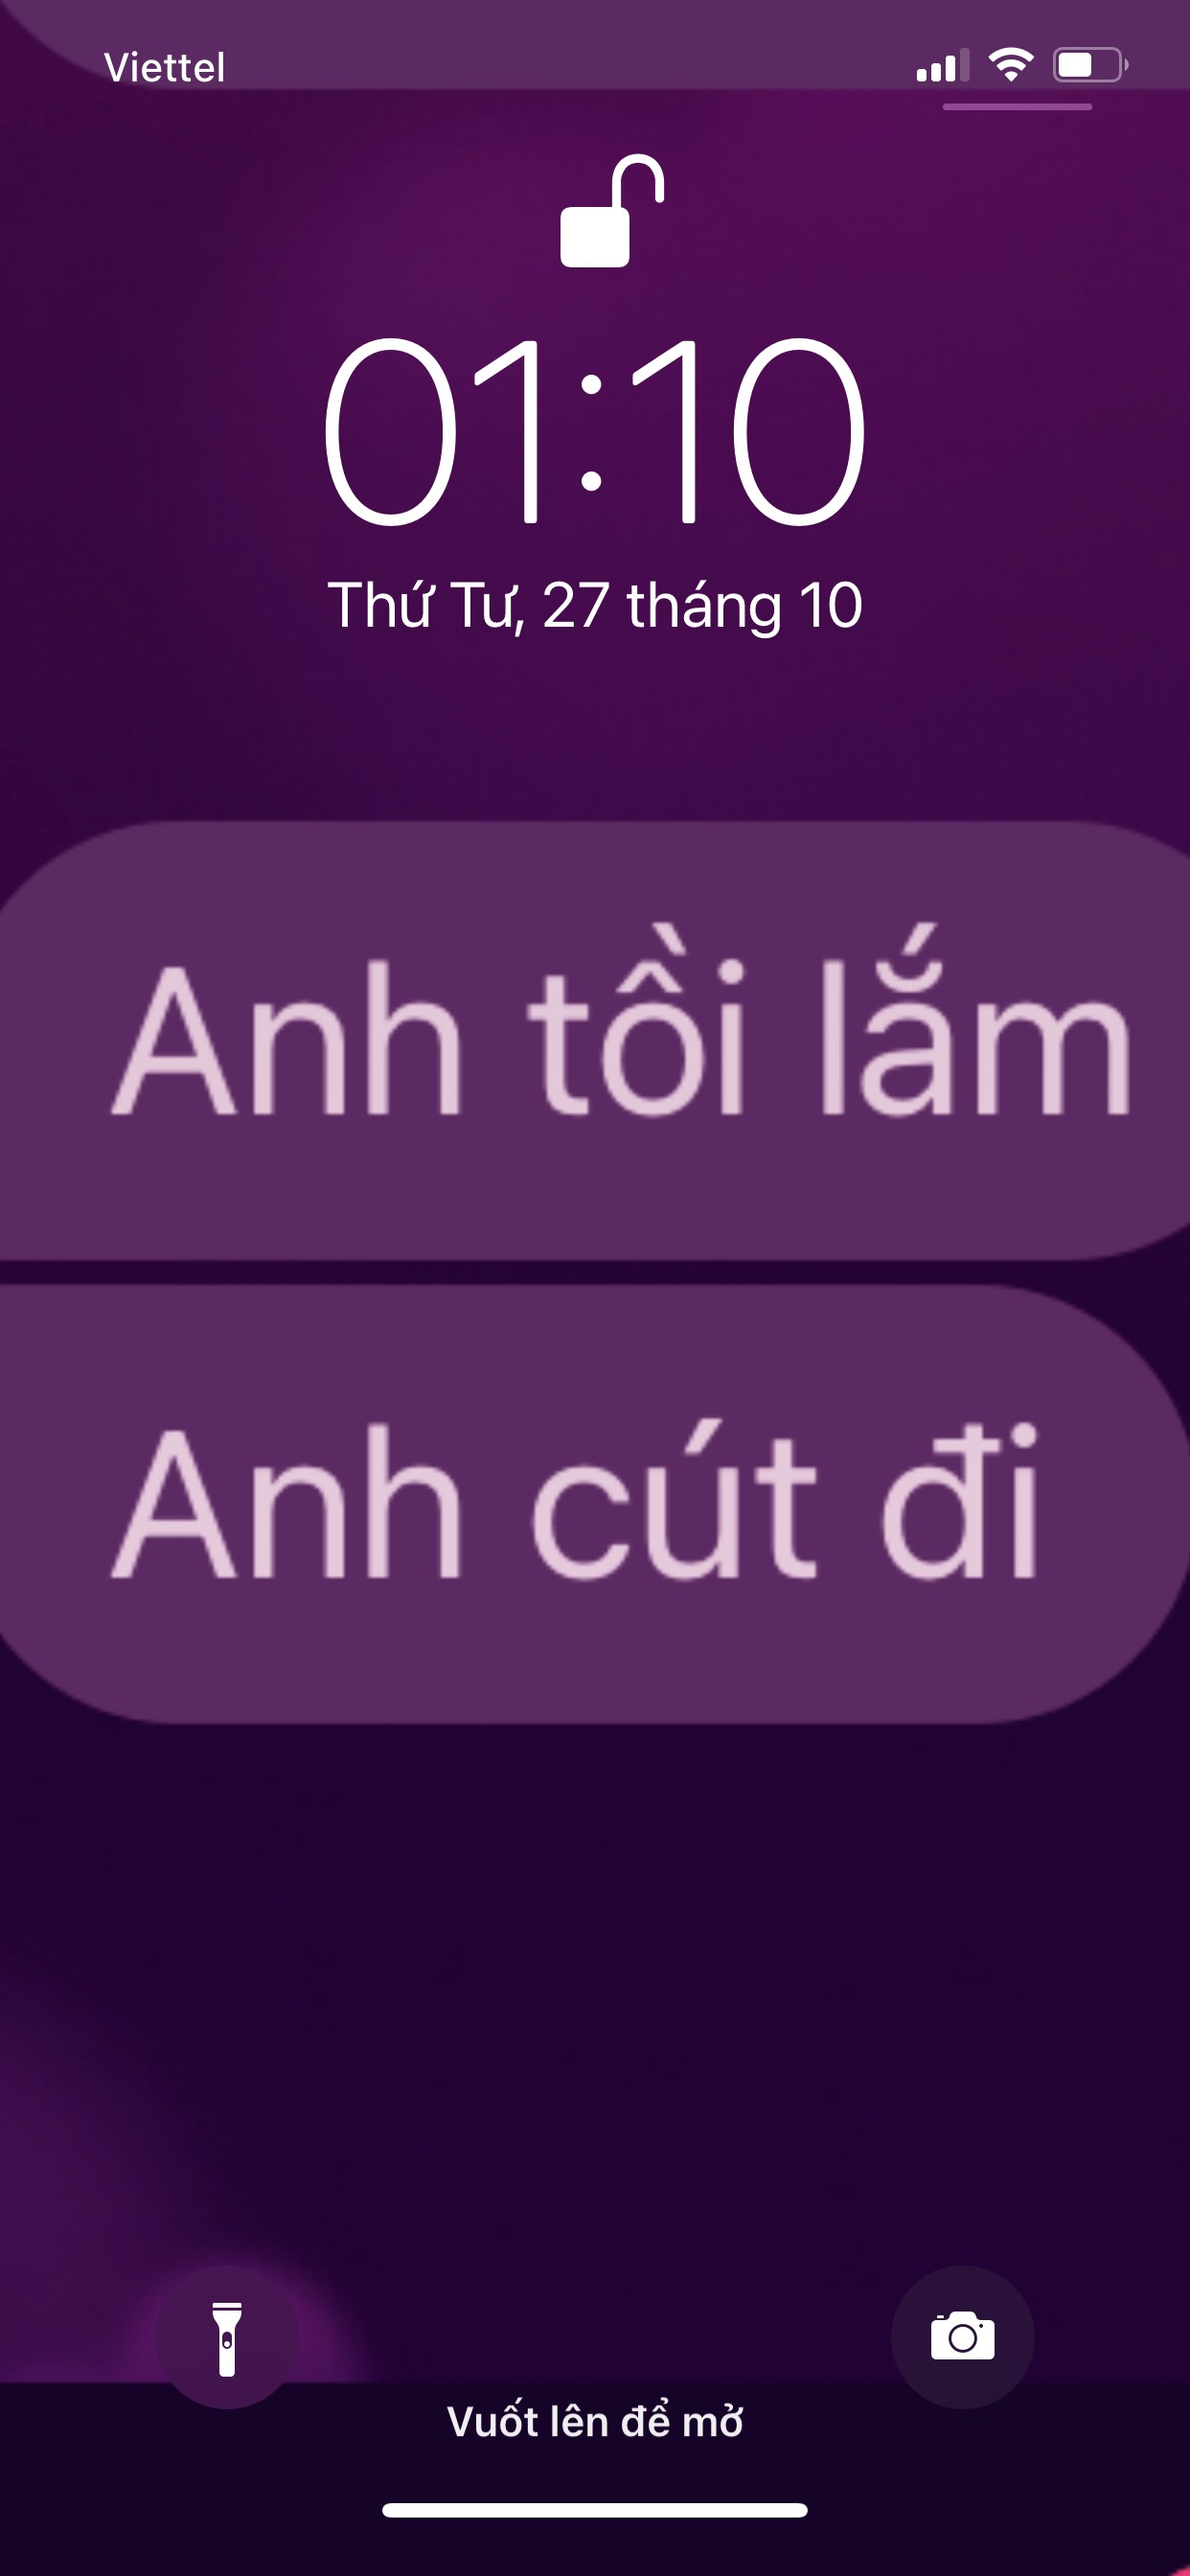 Viettel
01:10
Thứ Tư, 27 tháng 10
Anh tồi lắm
Anh cút đi
Vuốt lên để mở